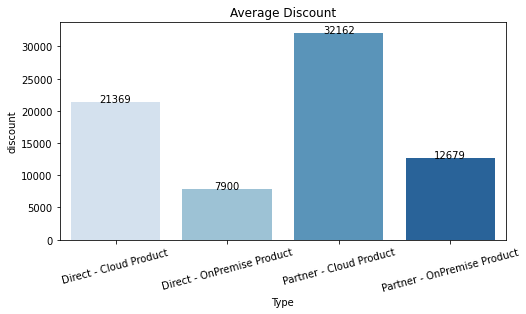 Average Discount
discount
30000
25000
20000
15000
10000
5000
0
21369
7900
32162
12679
Direct - Cloud Product
Direct - OnPremise Product
Partner - Cloud Product
Partner - OnPremise Product
Type